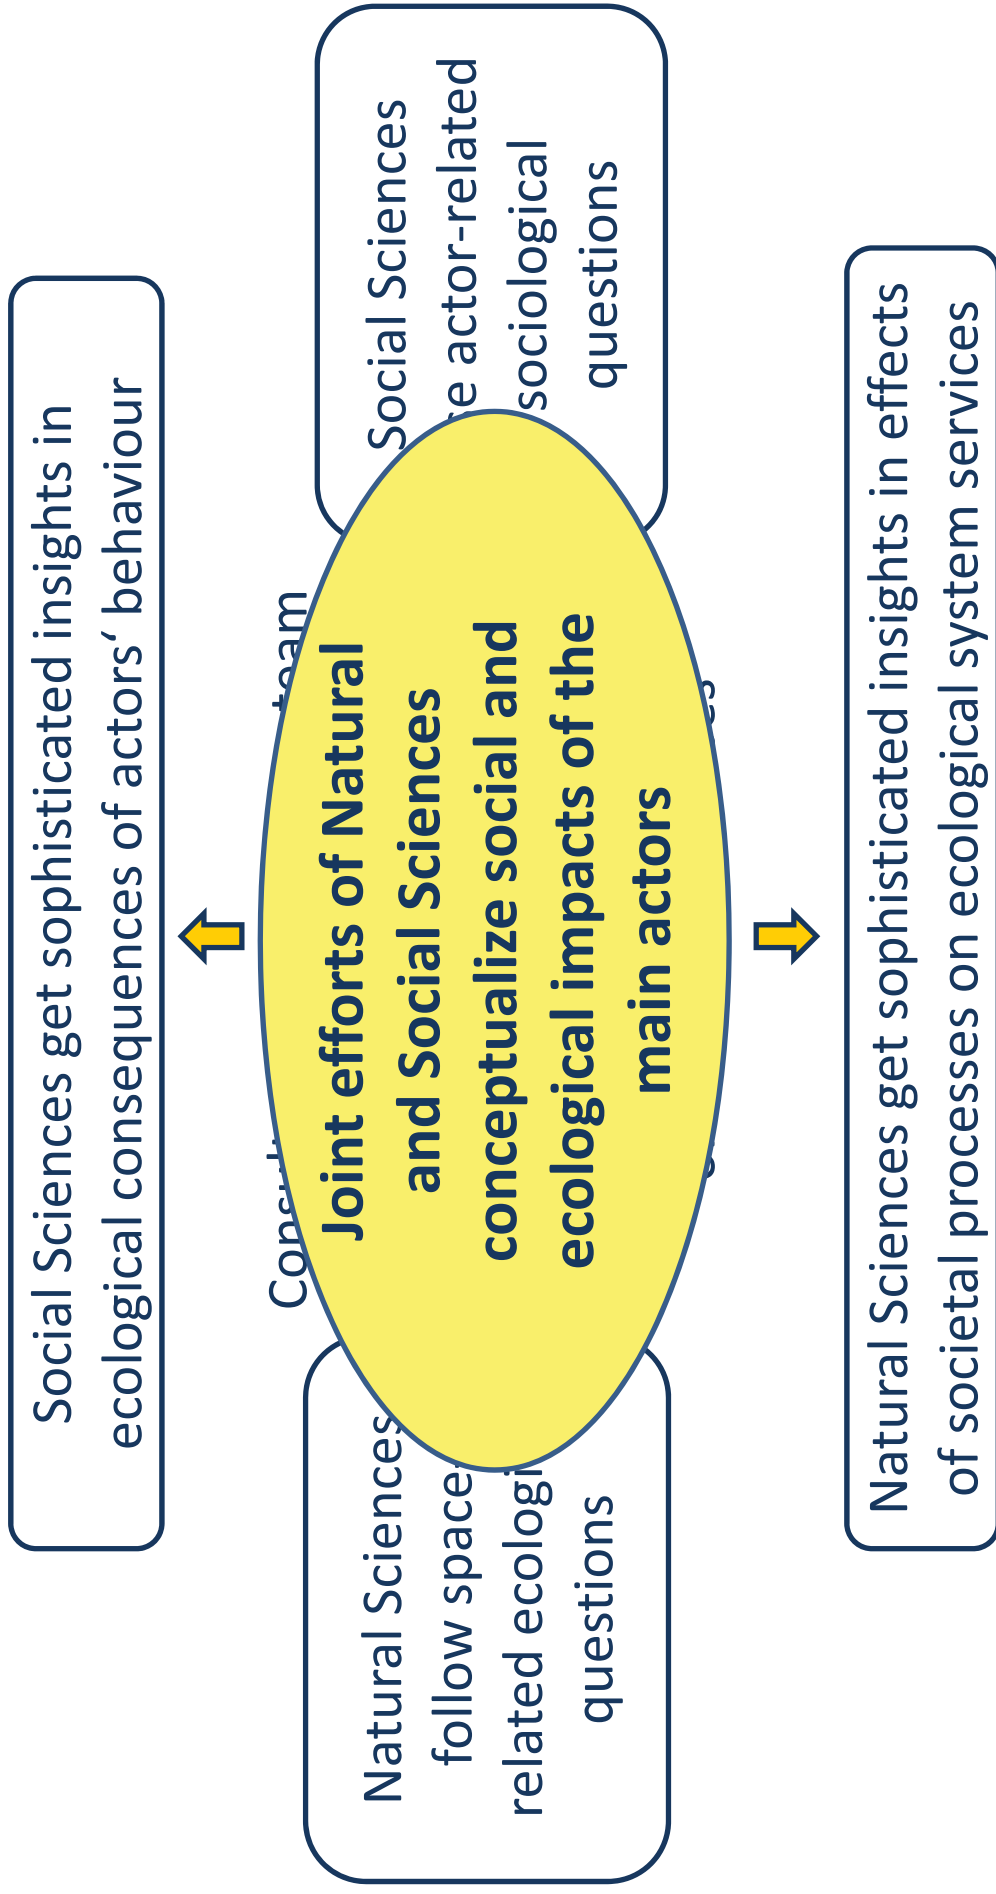 Social Sciences get sophisticated insights in
ecological consequences of actors‘ behaviour
team
Natural Sciences
follow space
related
questions
Joint efforts of Natural
and Social Sciences
conceptualize social and
ecological impacts of the
main actors
Social Sciences
actor-related
sociological
questions
Natural Sciences get sophisticated insights in effects
of societal processes on ecological system services